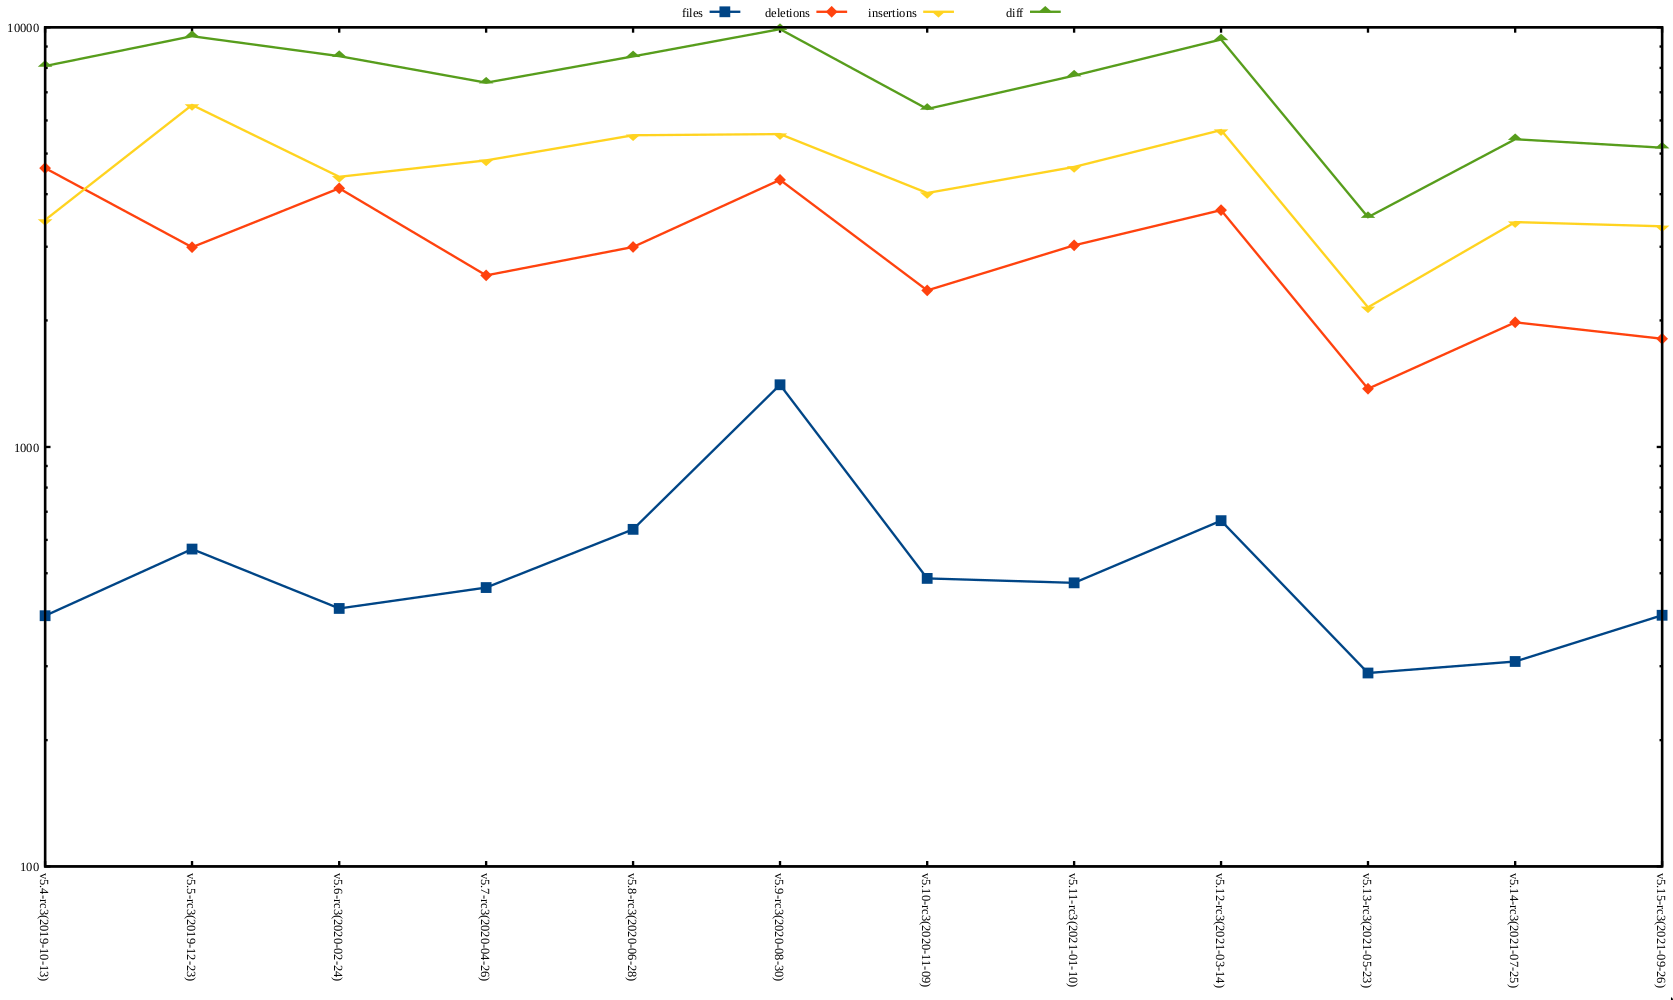 files deletions insertions diff
10000
1000
100
v5.4-rc3(2019-10-13)
v5.5-rc3(2019-12-23)
v5.6-rc3(2020-02-24)
v5.7-rc3(2020-04-26)
v5.8-rc3(2020-06-28)
v5.9-rc3(2020-08-30)
v5.10-rc3(2020-11-09)
v5.11-rc3(2021-01-10)
v5.12-rc3(2021-03-14)
v5.13-rc3(2021-05-23)
v5.14-rc3(2021-07-25)
v5.15-rc3(2021-09-26)